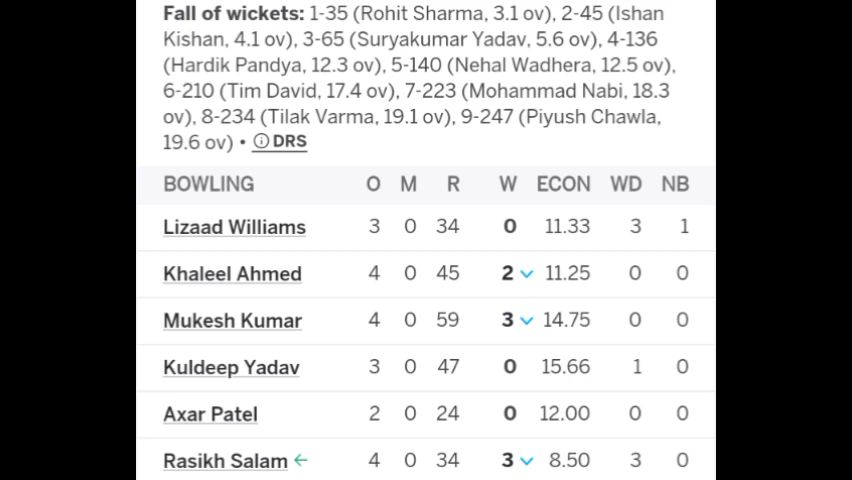 Fall of wickets: 1-35 (Rohit Sharma, 3.1 ov), 2-45 (Ishan
Kishan, 4.1 ov), 3-65 (Suryakumar Yadav, 5.6 ov), 4-136
(Hardik Pandya, 12.3 ov), 5-140 (Nehal Wadhera, 12.5 ov),
6-210 (Tim David, 17.4 ov), 7-223 (Mohammad Nabi, 18.3
ov), 8-234 (Tilak Varma, 19.1 ov), 9-247 (Piyush Chawla,
19.6 ov) • ⓘ DRS
BOWLING O M R W ECON WD NB
Lizaad Williams 3 0 34 0 11.33 3 1
Khaleel Ahmed 4 0 45 2 11.25 0 0
Mukesh Kumar 4 0 59 3 14.75 0 0
Kuldeep Yadav 3 0 47 0 15.66 1 0
Axar Patel 2 0 24 0 12.00 0 0
Rasikh Salam ← 4 0 34 3 8.50 3 0